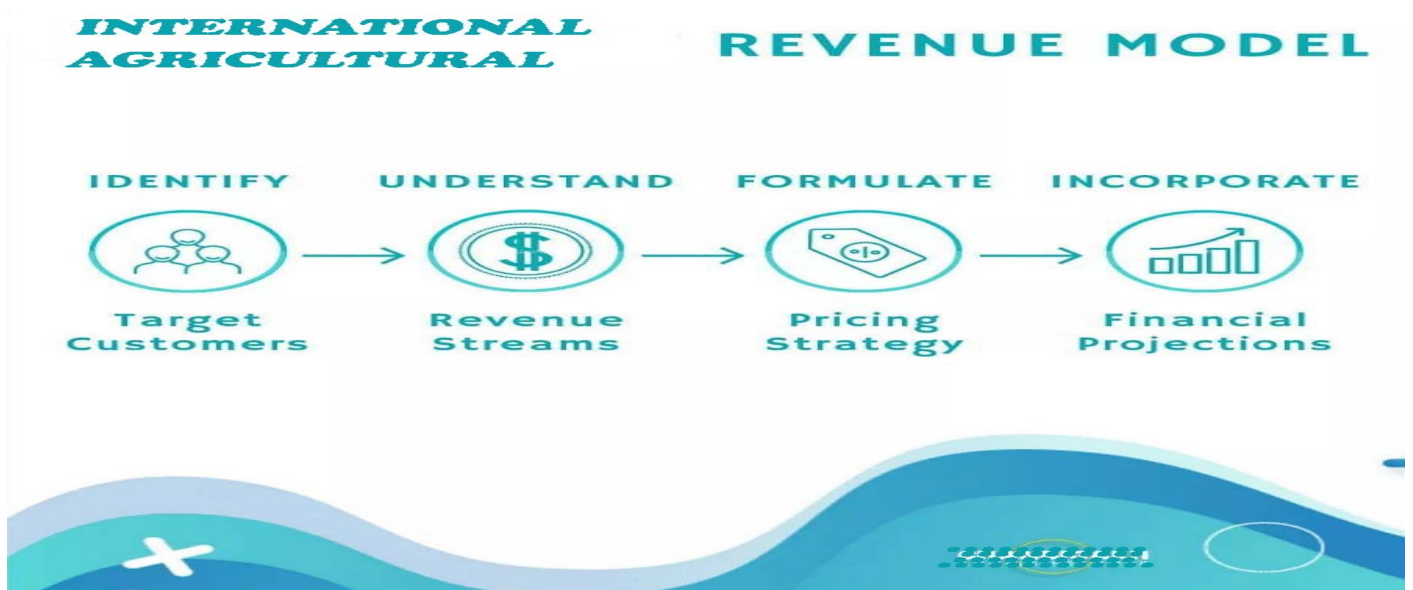 INTERNATIONAL
AGRICULTURAL
REVENUE MODEL
IDENTIFY
UNDERSTAND
FORMULATE
INCORPORATE
Target
Customers
Revenue
Streams
Pricing
Strategy
Financial
Projections